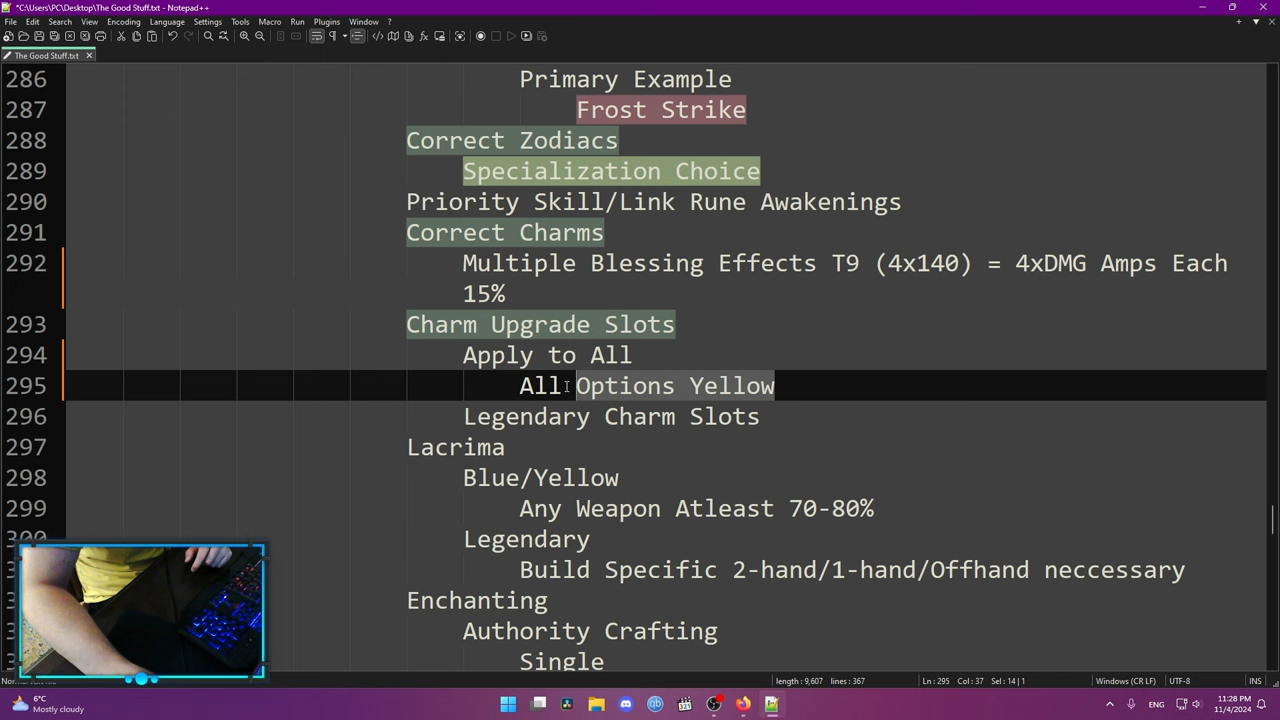 *C:\Users\PC\Desktop\The Good Stuff.txt - Notepad++
File Edit Search View Encoding Language Settings Tools Macro Run Plugins Window ?
The Good Stuff.txt
286 Primary Example
287 Frost Strike
288 Correct Zodiacs
289 Specialization Choice
290 Priority Skill/Link Rune Awakenings
291 Correct Charms
292 Multiple Blessing Effects T9 (4x140) = 4xDMG Amps Each
15%
293 Charm Upgrade Slots
294 Apply to All
295 All Options Yellow
296 Legendary Charm Slots
297 Lacrima
298 Blue/Yellow
299 Any Weapon Atleast 70-80%
300 Legendary
Build Specific 2-hand/1-hand/Offhand neccessary
Enchanting
Authority Crafting
Single
length : 9,607 lines : 367
Ln : 295 Col : 37 Sel : 14 | 1
Windows (CR LF)
UTF-8
INS
6°C
Mostly cloudy
ENG
11:28 PM
11/4/2024